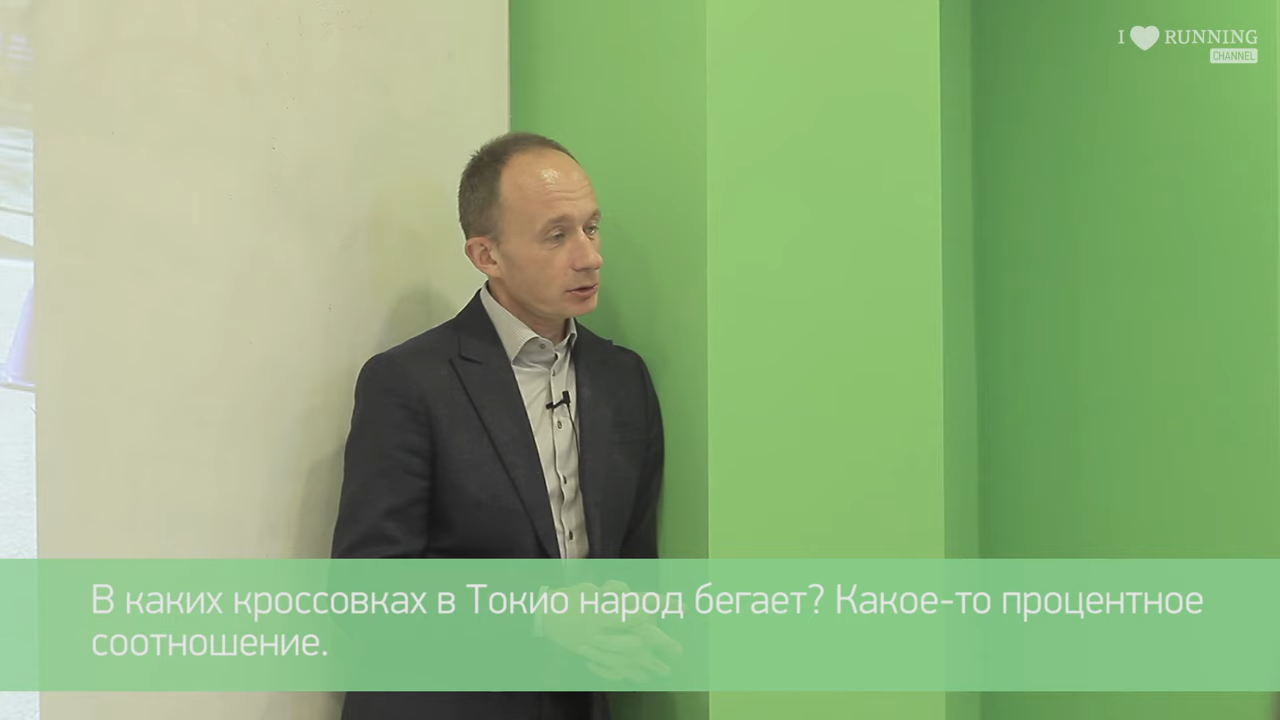 I RUNNING
CHANNEL
В каких кроссовках в Токио народ бегает? Какое-то процентное
соотношение.